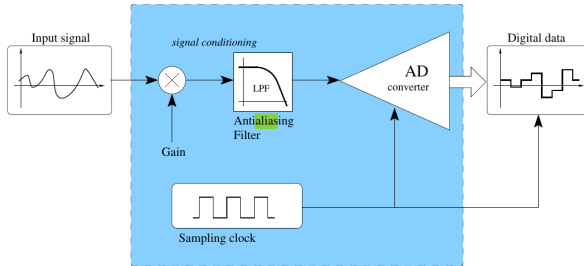 Input signal
signal conditioning
Digital data
AD
converter
LPF
Antialiasing
Filter
Gain
Sampling clock